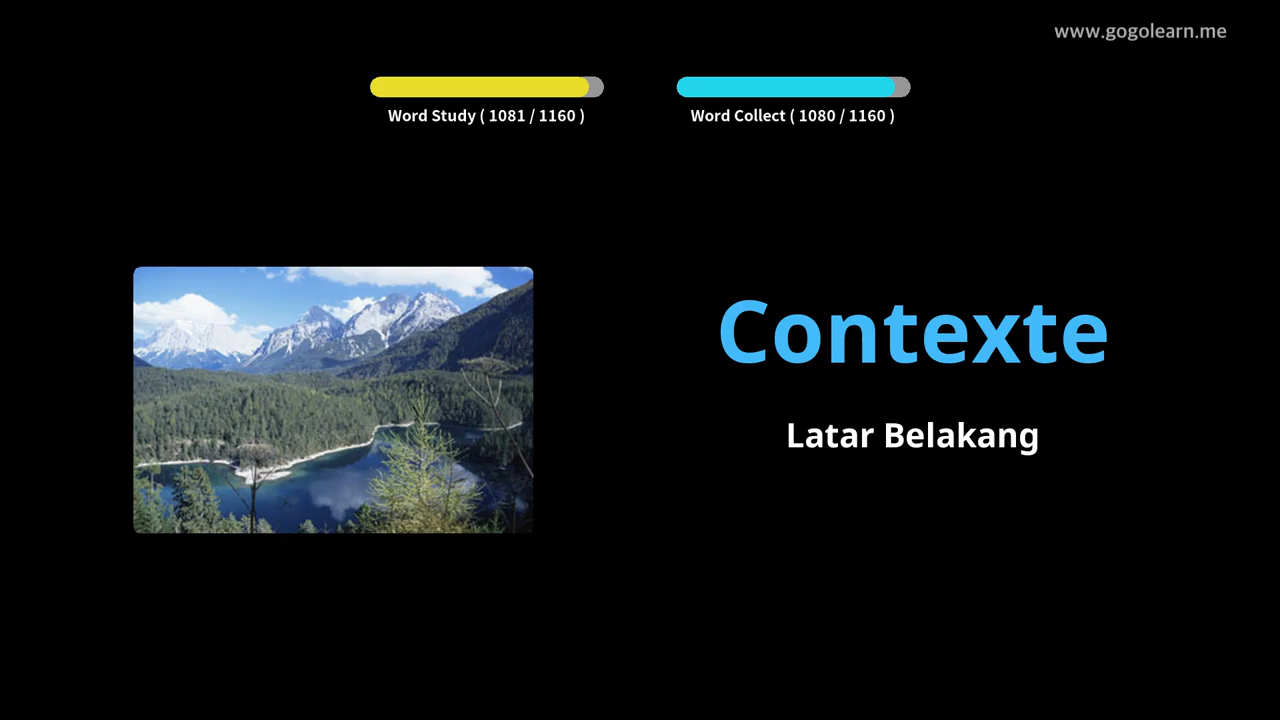 www.gogolearn.me
Word Study ( 1081 / 1160 )
Word Collect ( 1080 / 1160 )
Contexte
Latar Belakang